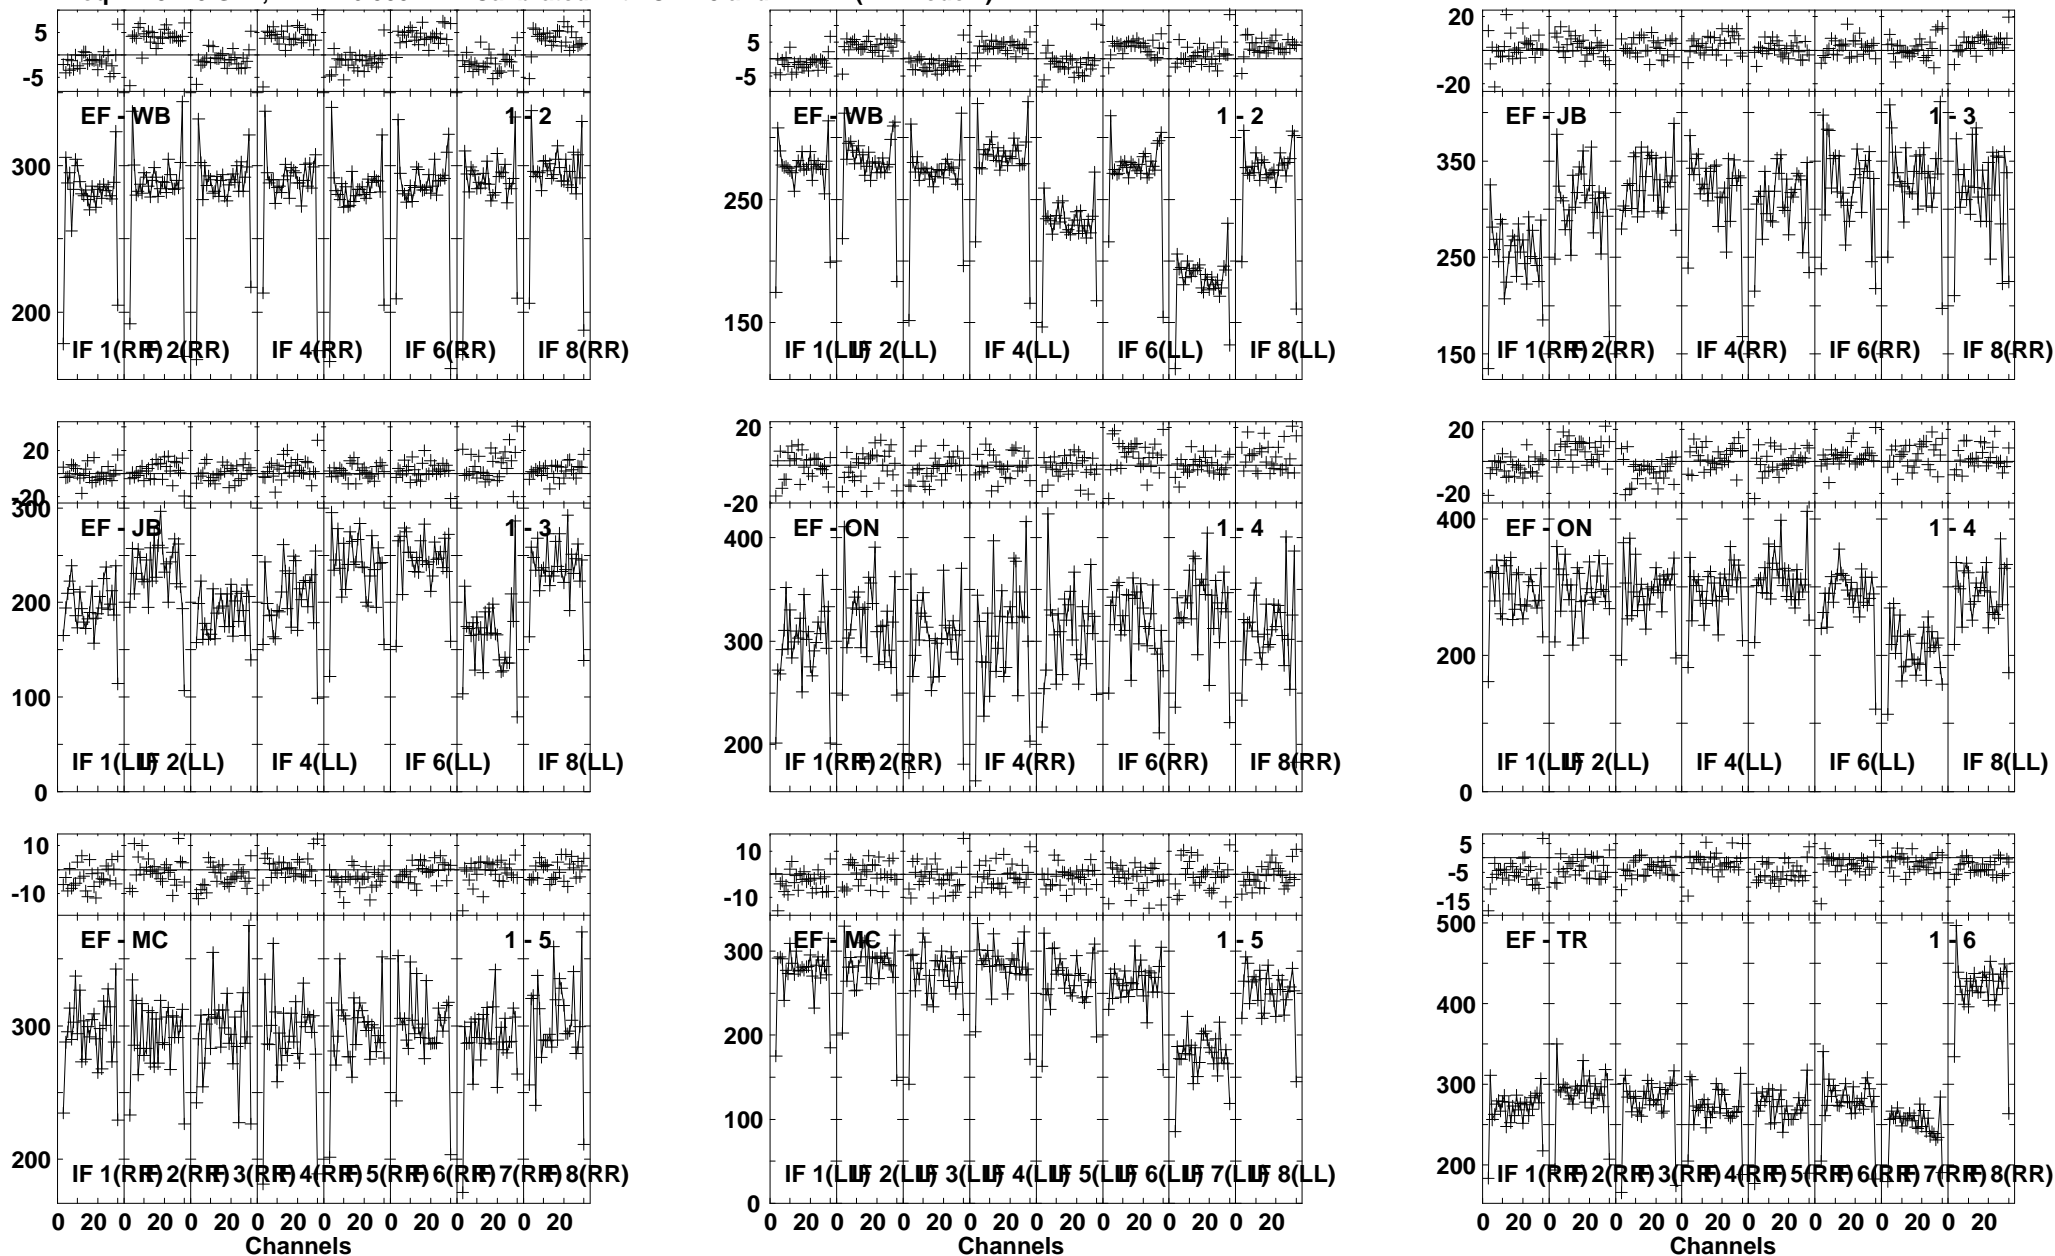 5
-5
EF - WB 1 - 2
300
200
IF 1(RR) IF 2(RR) IF 4(RR) IF 6(RR) IF 8(RR)
5
-5
EF - WB 1 - 2
250
150
IF 1(LL) IF 2(LL) IF 4(LL) IF 6(LL) IF 8(LL)
20
-20
EF - JB 1 - 3
350
250
150
IF 1(RR) IF 2(RR) IF 4(RR) IF 6(RR) IF 8(RR)
20
-20
300
EF - JB 1 - 3
200
100
0
IF 1(LL) IF 2(LL) IF 4(LL) IF 6(LL) IF 8(LL)
20
-20
400
EF - ON 1 - 4
300
200
IF 1(RR) IF 2(RR) IF 4(RR) IF 6(RR) IF 8(RR)
20
-20
400
EF - ON 1 - 4
200
0
IF 1(LL) IF 2(LL) IF 4(LL) IF 6(LL) IF 8(LL)
10
-10
EF - MC 1 - 5
300
200
IF 1(RR) IF 2(RR) IF 3(RR) IF 4(RR) IF 5(RR) IF 6(RR) IF 7(RR) IF 8(RR)
0 20 0 20 0 20 0 20 0 20 0 20 0 20 0 20
Channels
10
-10
EF - MC 1 - 5
300
200
100
0
IF 1(LL) IF 2(LL) IF 3(LL) IF 4(LL) IF 5(LL) IF 6(LL) IF 7(LL) IF 8(LL)
0 20 0 20 0 20 0 20 0 20 0 20 0 20 0 20
Channels
5
-5
-15
500
EF - TR 1 - 6
400
300
200
IF 1(RR) IF 2(RR) IF 3(RR) IF 4(RR) IF 5(RR) IF 6(RR) IF 7(RR) IF 8(RR)
0 20 0 20 0 20 0 20 0 20 0 20 0 20 0 20
Channels